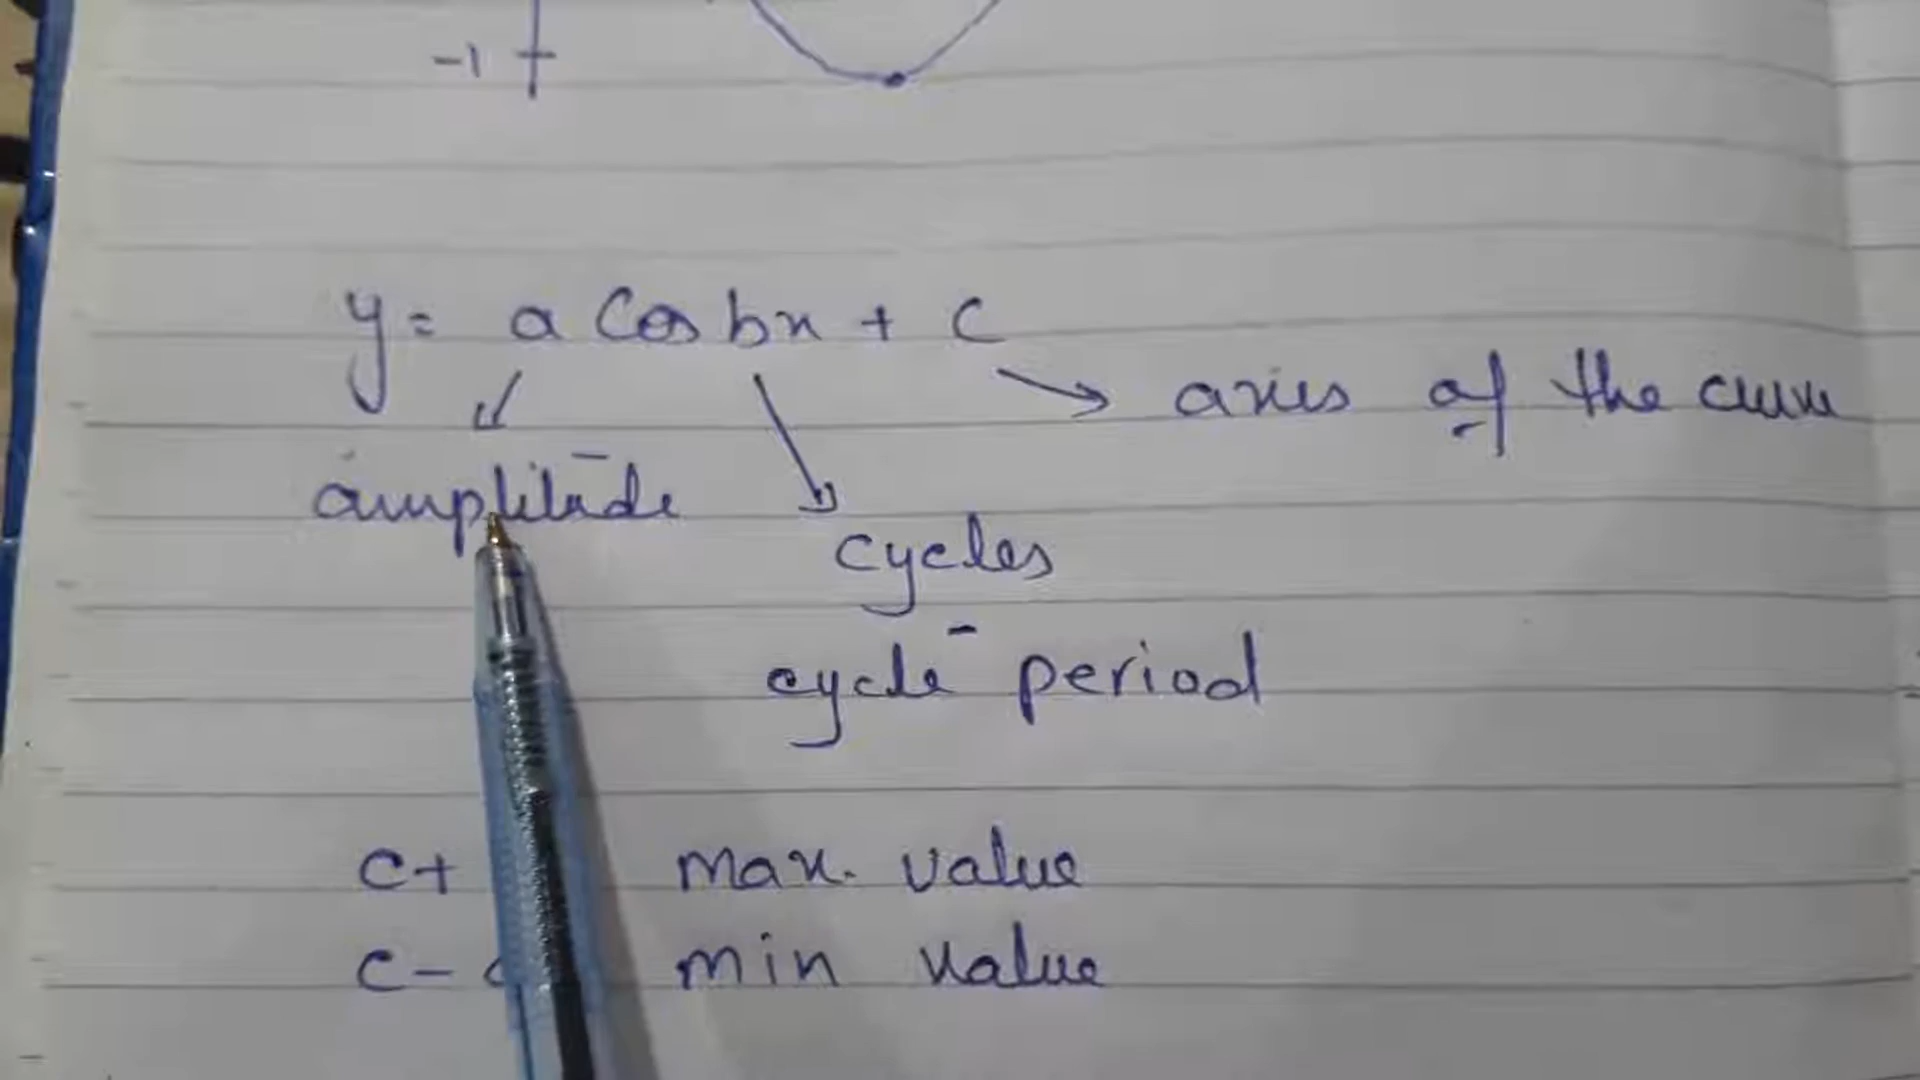 -1
y = a Cos bx + c
axis of the curve
amplitude
cycles
cycle period
c+ max. value
c- min value